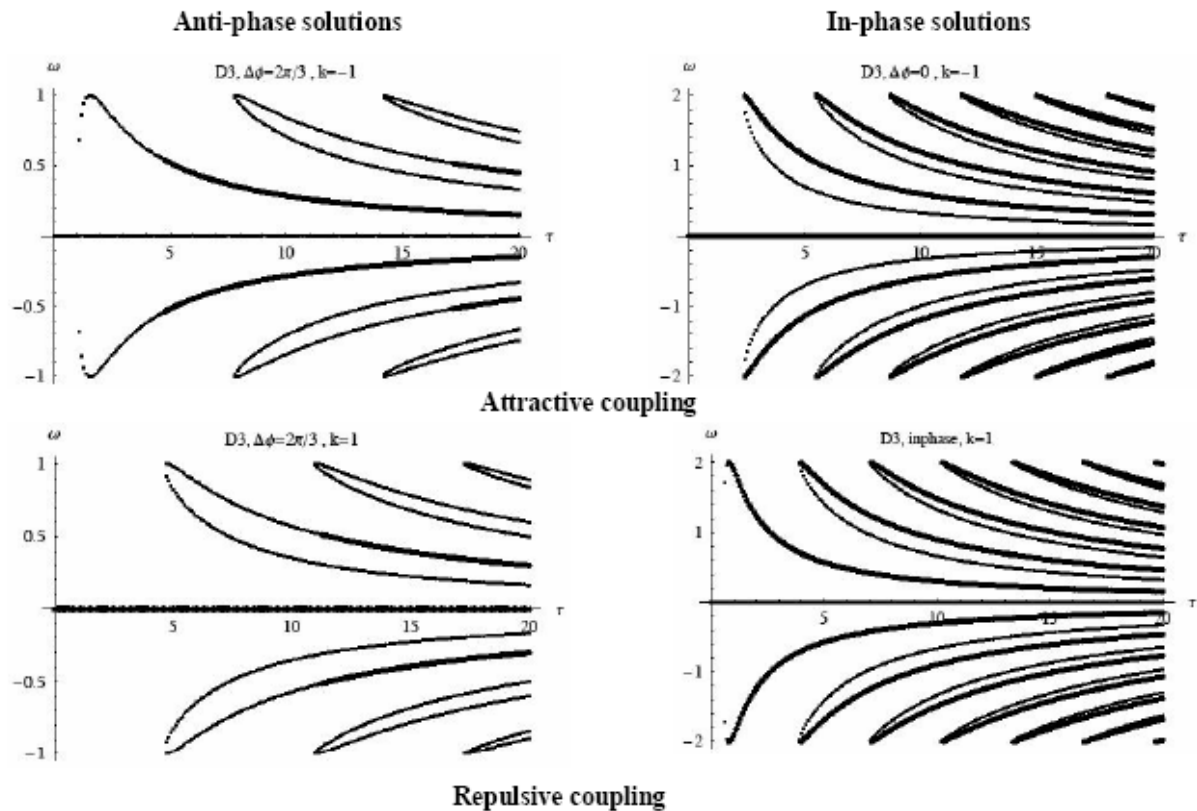 Anti-phase solutions
In-phase solutions
ω
D3, Δϕ=2π/3 , k=−1
1
0.5
−0.5
−1
5
10
15
20
τ
ω
D3, Δϕ=0 , k=−1
2
1
−1
−2
5
10
15
20
τ
Attractive coupling
ω
D3, Δϕ=2π/3 , k=1
1
0.5
−0.5
−1
5
10
15
20
τ
ω
D3, inphase, k=1
2
1
−1
−2
5
10
15
20
τ
Repulsive coupling